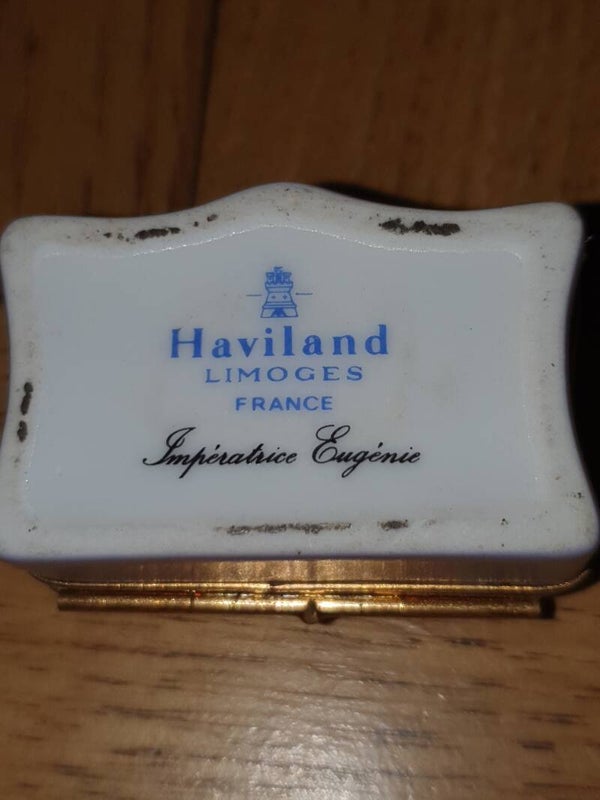 Haviland
LIMOGES
FRANCE
Impératrice Eugénie